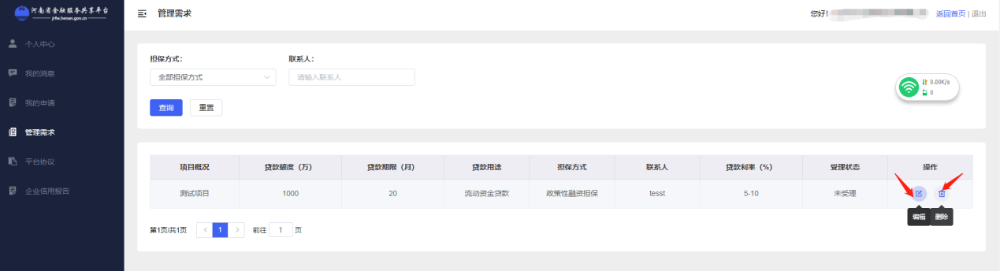 河南省金融服务共享平台
jrfw.henan.gov.cn
管理需求
您好！
返回首页 | 退出
个人中心
我的消息
我的申请
管理需求
平台协议
企业信用报告
担保方式：
联系人：
全部担保方式
请输入联系人
查询
重置
0.00K/s
0
项目概况
贷款额度（万）
贷款期限（月）
贷款用途
担保方式
联系人
贷款利率（%）
受理状态
操作
测试项目
1000
20
流动资金贷款
政策性融资担保
tesst
5-10
未受理
编辑
删除
第1页/共1页
< 1 >
前往 1 页